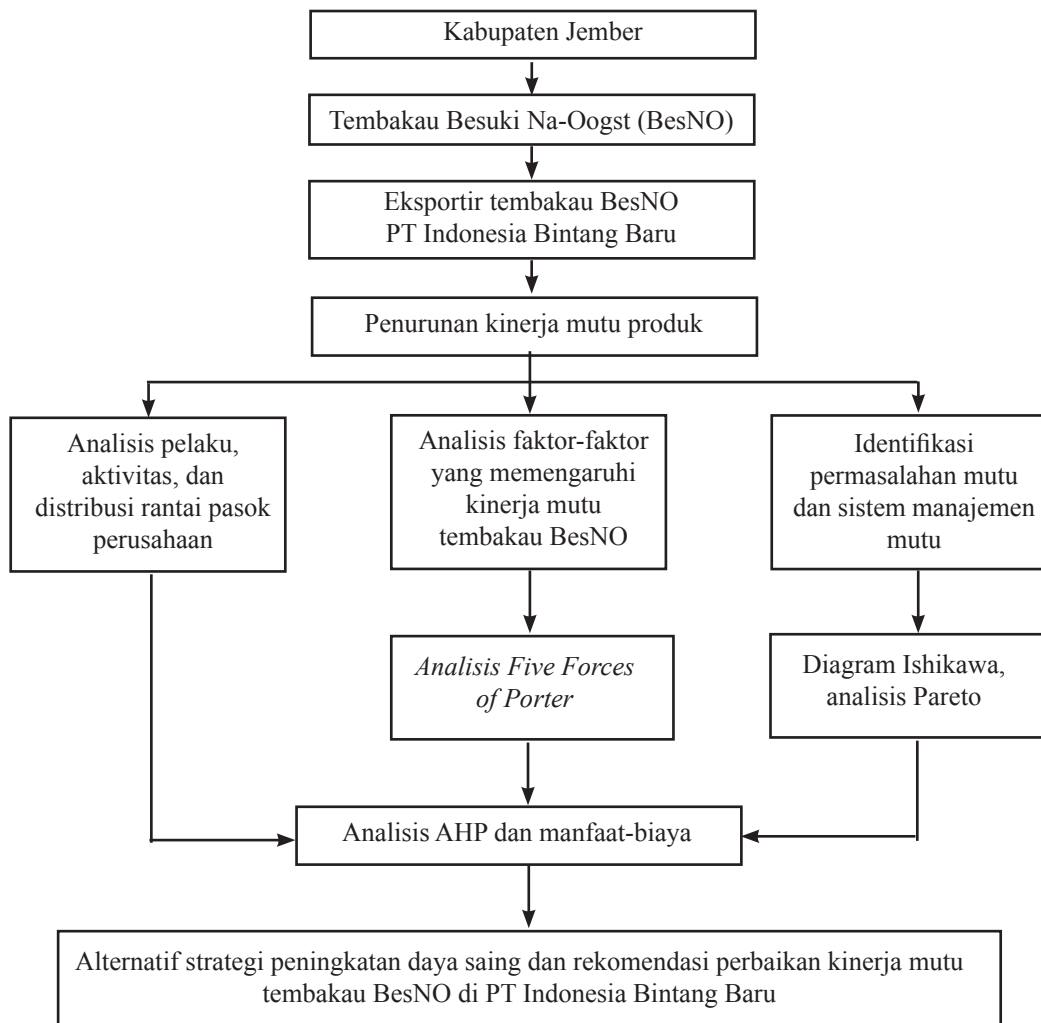 Kabupaten Jember
Tembakau Besuki Na-Oogst (BesNO)
Eksportir tembakau BesNO
PT Indonesia Bintang Baru
Penurunan kinerja mutu produk
Analisis pelaku,
aktivitas, dan
distribusi rantai pasok
perusahaan
Analisis faktor-faktor
yang memengaruhi
kinerja mutu
tembakau BesNO
Identifikasi
permasalahan mutu
dan sistem manajemen
mutu
Analisis Five Forces
of Porter
Diagram Ishikawa,
analisis Pareto
Analisis AHP dan manfaat-biaya
Alternatif strategi peningkatan daya saing dan rekomendasi perbaikan kinerja mutu
tembakau BesNO di PT Indonesia Bintang Baru